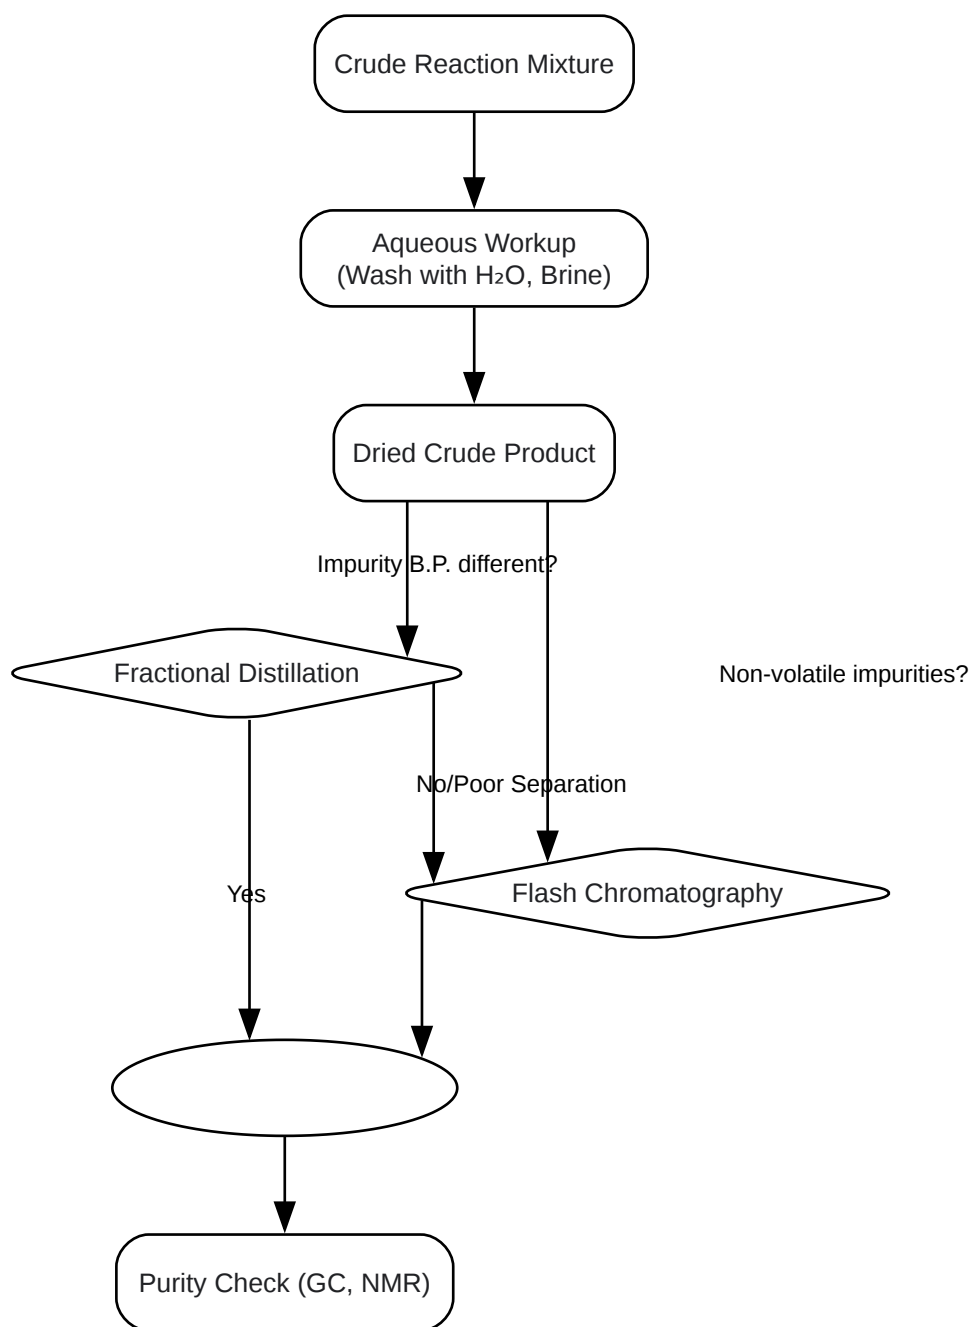 Crude Reaction Mixture
Aqueous Workup
(Wash with H₂O, Brine)
Dried Crude Product
Impurity B.P. different?
Fractional Distillation
Non-volatile impurities?
No/Poor Separation
Yes
Flash Chromatography
Purity Check (GC, NMR)